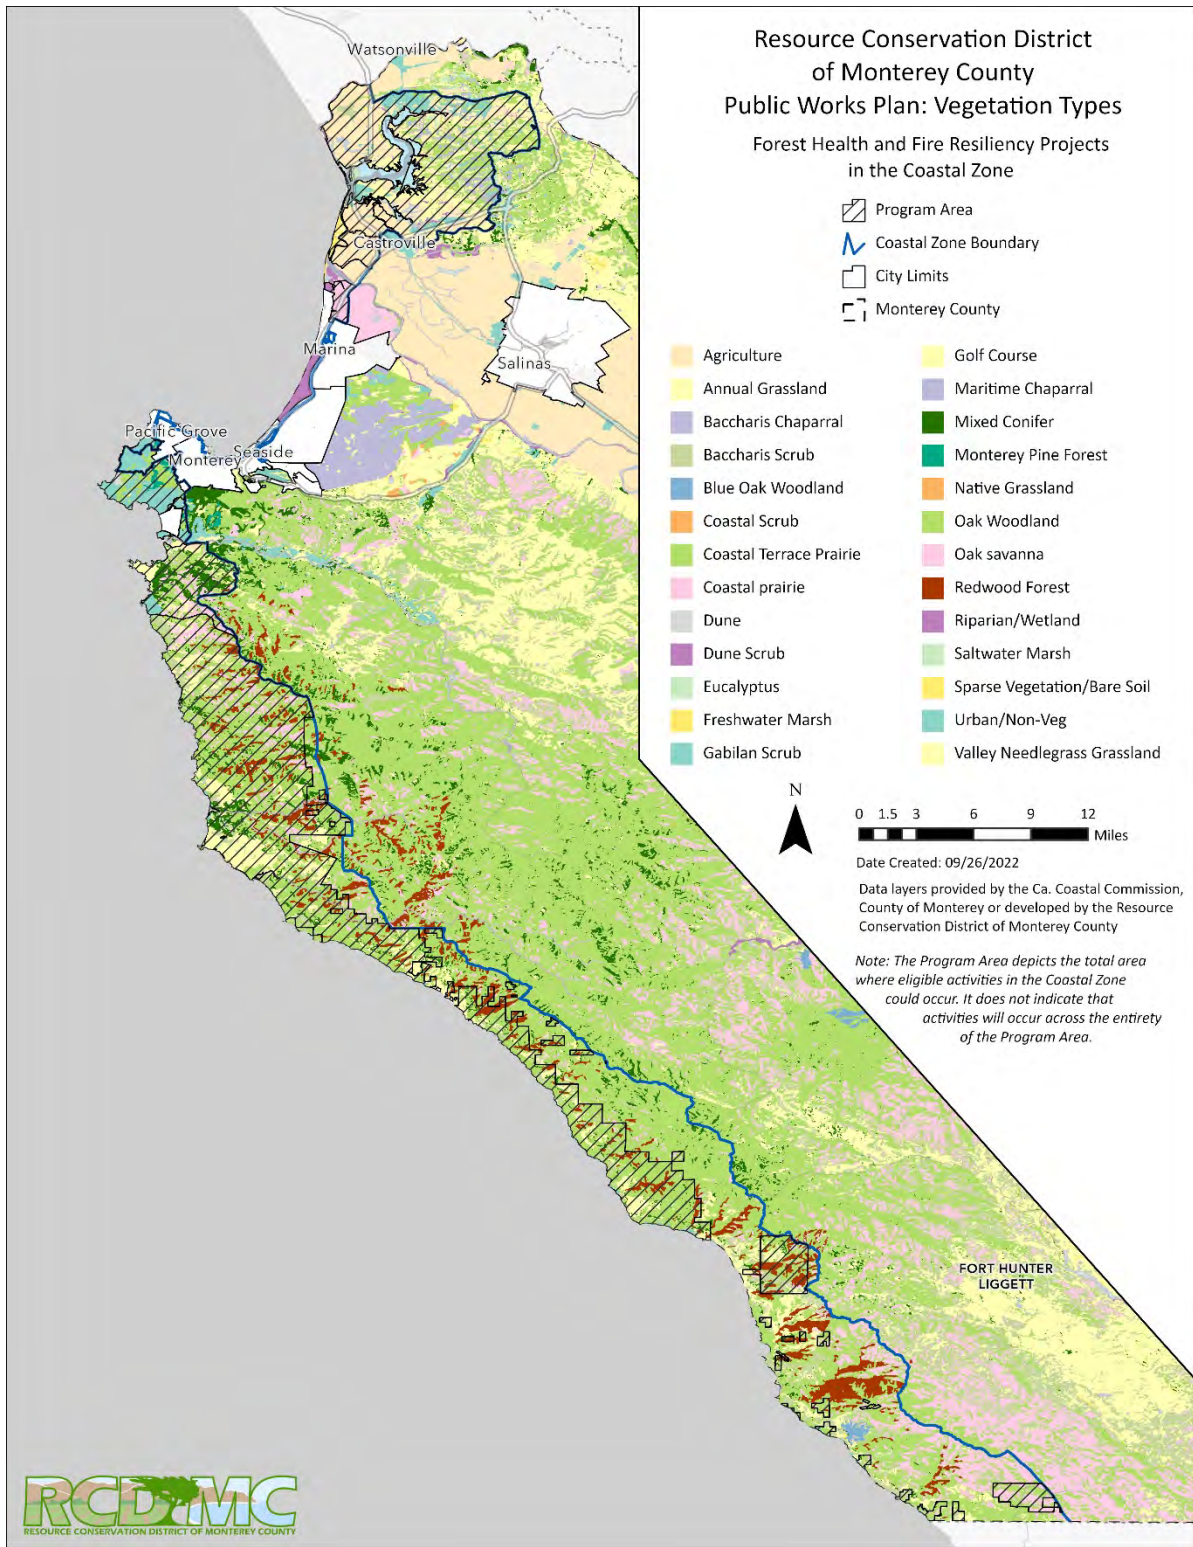 Resource Conservation District
of Monterey County
Public Works Plan: Vegetation Types
Forest Health and Fire Resiliency Projects
in the Coastal Zone
Program Area
Coastal Zone Boundary
City Limits
Monterey County
Agriculture
Annual Grassland
Baccharis Chaparral
Baccharis Scrub
Blue Oak Woodland
Coastal Scrub
Coastal Terrace Prairie
Coastal prairie
Dune
Dune Scrub
Eucalyptus
Freshwater Marsh
Gabilan Scrub
Golf Course
Maritime Chaparral
Mixed Conifer
Monterey Pine Forest
Native Grassland
Oak Woodland
Oak savanna
Redwood Forest
Riparian/Wetland
Saltwater Marsh
Sparse Vegetation/Bare Soil
Urban/Non-Veg
Valley Needlegrass Grassland
N
0 1.5 3 6 9 12
Miles
Date Created: 09/26/2022
Data layers provided by the Ca. Coastal Commission,
County of Monterey or developed by the Resource
Conservation District of Monterey County
Note: The Program Area depicts the total area
where eligible activities in the Coastal Zone
could occur. It does not indicate that
activities will occur across the entirety
of the Program Area.
Watsonville
Castroville
Marina
Salinas
Pacific Grove
Seaside
Monterey
FORT HUNTER
LIGGETT
RCDMC
RESOURCE CONSERVATION DISTRICT OF MONTEREY COUNTY